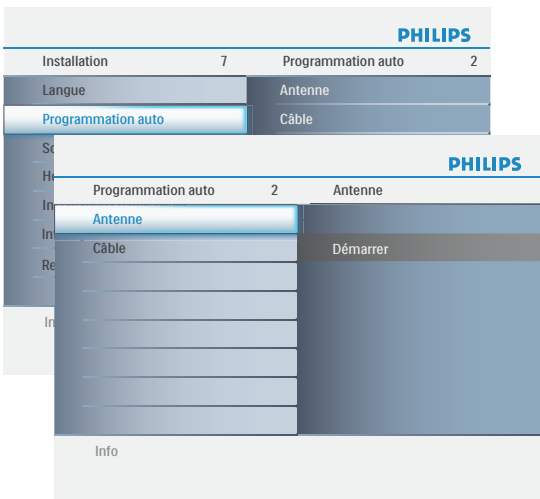 PHILIPS
Installation 7 Programmation auto 2
Langue Antenne
Programmation auto Câble
PHILIPS
Programmation auto 2 Antenne
Antenne
Câble Démarrer
Info